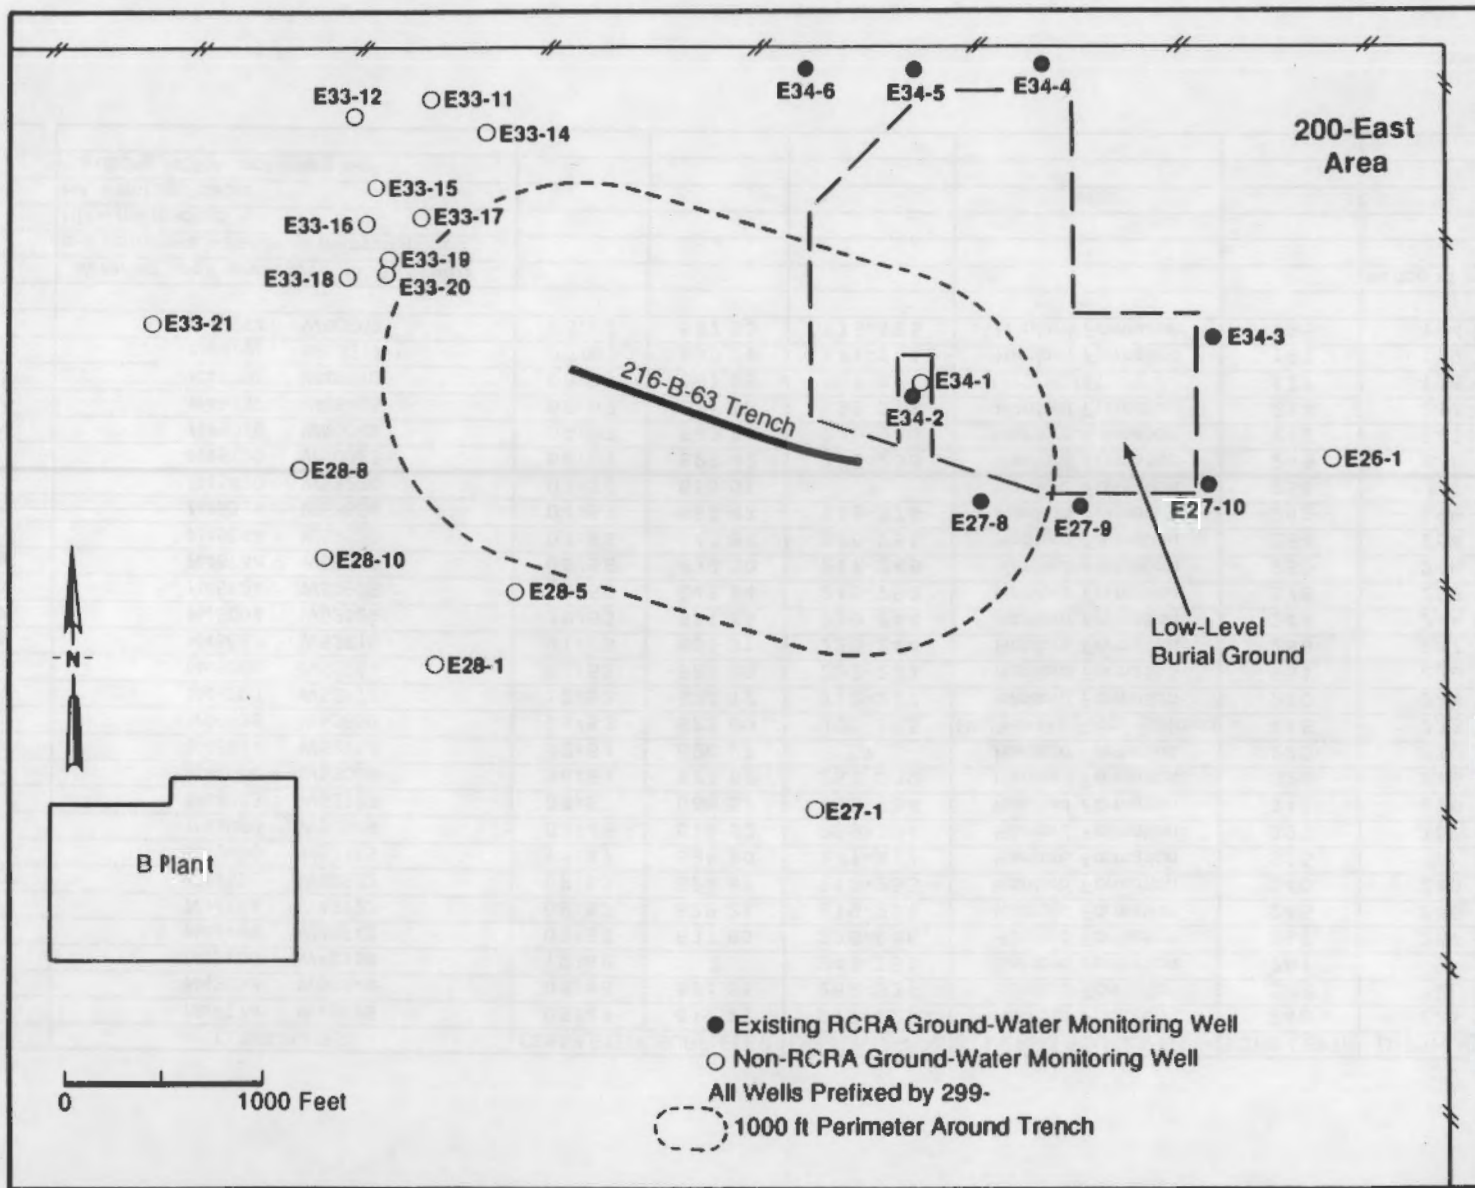 E33-12
E33-11
E33-14
E34-6
E34-5
E34-4
200-East
Area
E33-15
E33-16
E33-17
E33-19
E33-18
E33-20
E33-21
E34-3
216-B-63 Trench
E34-1
E34-2
E28-8
E26-1
E27-8
E27-9
E27-10
E28-10
E28-5
Low-Level
Burial Ground
N
E28-1
E27-1
B Plant
Existing RCRA Ground-Water Monitoring Well
Non-RCRA Ground-Water Monitoring Well
All Wells Prefixed by 299-
1000 ft Perimeter Around Trench
0
1000 Feet